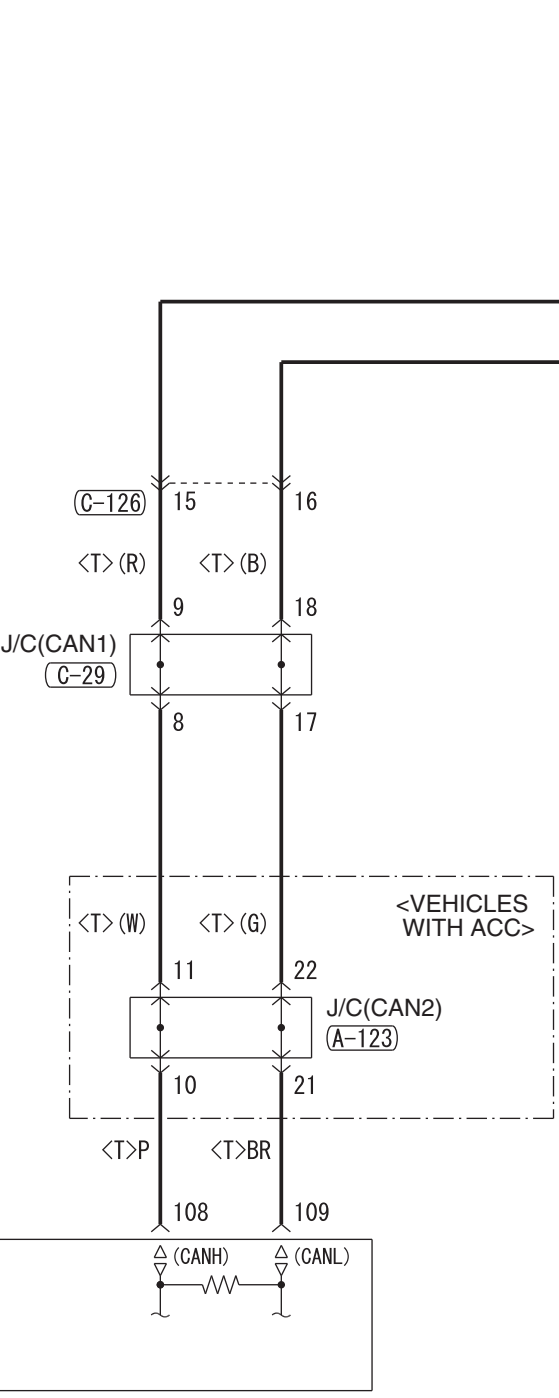 C-126 15 16
<T>(R) <T>(B)
9 18
J/C(CAN1)
C-29
8 17
<VEHICLES
WITH ACC>
<T>(W) <T>(G)
11 22
J/C(CAN2)
A-123
10 21
<T>P <T>BR
108 109
(CANH) (CANL)